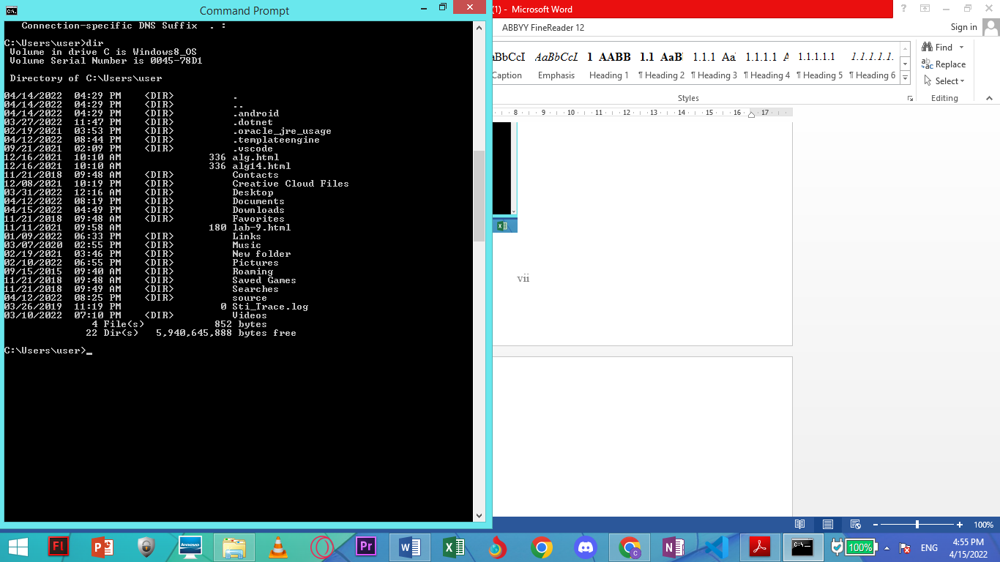 Command Prompt
Connection-specific DNS Suffix  . :
C:\Users\user>dir
Volume in drive C is Windows8_OS
Volume Serial Number is 0045-78D1
Directory of C:\Users\user
04/14/2022  04:29 PM    <DIR>          .
04/14/2022  04:29 PM    <DIR>          ..
04/14/2022  04:29 PM    <DIR>          .android
03/27/2022  11:47 PM    <DIR>          .dotnet
02/19/2021  03:53 PM    <DIR>          .oracle_jre_usage
04/12/2022  08:44 PM    <DIR>          .templateengine
09/21/2021  02:09 PM    <DIR>          .vscode
12/16/2021  10:10 AM               336 alg.html
12/16/2021  10:10 AM               336 alg14.html
11/21/2018  09:48 AM    <DIR>          Contacts
12/08/2021  10:19 PM    <DIR>          Creative Cloud Files
03/31/2022  12:16 AM    <DIR>          Desktop
04/12/2022  08:19 PM    <DIR>          Documents
04/15/2022  04:49 PM    <DIR>          Downloads
11/21/2018  09:48 AM    <DIR>          Favorites
11/11/2021  09:58 AM               180 lab-9.html
01/09/2022  06:33 PM    <DIR>          Links
03/07/2020  02:55 PM    <DIR>          Music
02/19/2021  03:46 PM    <DIR>          New folder
02/10/2022  06:55 PM    <DIR>          Pictures
09/15/2015  09:40 AM    <DIR>          Roaming
11/21/2018  09:48 AM    <DIR>          Saved Games
11/21/2018  09:49 AM    <DIR>          Searches
04/12/2022  08:25 PM    <DIR>          source
03/26/2019  11:19 PM                 0 Sti_Trace.log
03/10/2022  07:10 PM    <DIR>          Videos
4 File(s)            852 bytes
22 Dir(s)   5,940,645,888 bytes free
C:\Users\user>_
(1) -  Microsoft Word
ABBYY FineReader 12
Sign in
aBbCcI AaBbCcL 1 AABB 1.1 AaB 1.1.1 Aa 1.1.1.1 A 1.1.1.1.1 1.1.1.1.1.
Caption Emphasis Heading 1 ¶ Heading 2 ¶ Heading 3 ¶ Heading 4 ¶ Heading 5 ¶ Heading 6
Styles
Find
Replace
Select
Editing
8 9 10 11 12 13 14 15 16 17
vii
100%
Fl P Pr W X N
lenovo
C
C:\
100%
ENG
4:55 PM
4/15/2022